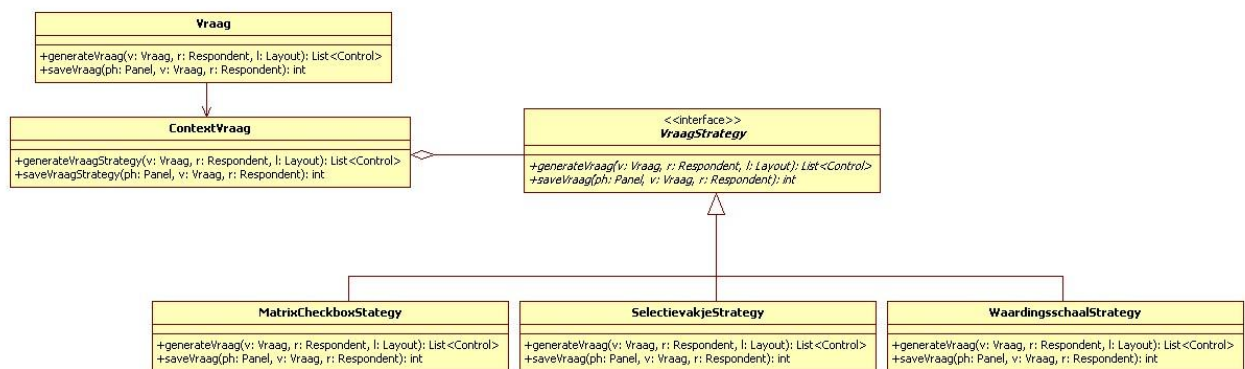 Vraag
+generateVraag(v: Vraag, r: Respondent, l: Layout): List<Control>
+saveVraag(ph: Panel, v: Vraag, r: Respondent): int
ContextVraag
+generateVraagStrategy(v: Vraag, r: Respondent, l: Layout): List<Control>
+saveVraagStrategy(ph: Panel, v: Vraag, r: Respondent): int
<<interface>>
VraagStrategy
+generateVraag(v: Vraag, r: Respondent, l: Layout): List<Control>
+saveVraag(ph: Panel, v: Vraag, r: Respondent): int
MatrixCheckboxStategy
+generateVraag(v: Vraag, r: Respondent, l: Layout): List<Control>
+saveVraag(ph: Panel, v: Vraag, r: Respondent): int
SelectievakjeStrategy
+generateVraag(v: Vraag, r: Respondent, l: Layout): List<Control>
+saveVraag(ph: Panel, v: Vraag, r: Respondent): int
WaardingsschaalStrategy
+generateVraag(v: Vraag, r: Respondent, l: Layout): List<Control>
+saveVraag(ph: Panel, v: Vraag, r: Respondent): int